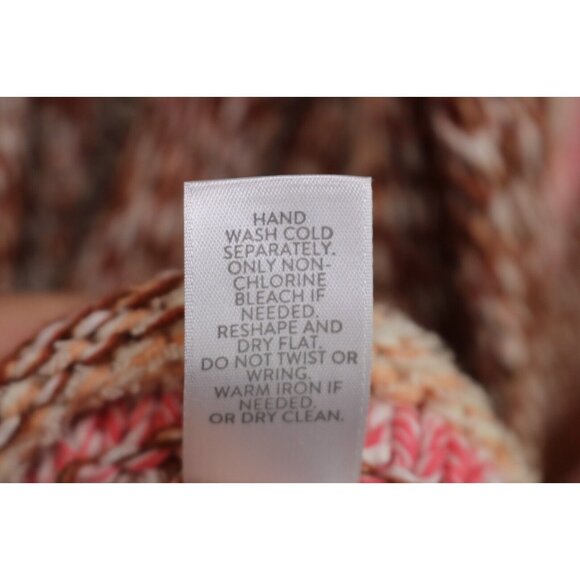 HAND
WASH COLD
SEPARATELY.
ONLY NON-
CHLORINE
BLEACH IF
NEEDED.
RESHAPE AND
DRY FLAT.
DO NOT TWIST OR
WRING.
WARM IRON IF
NEEDED.
OR DRY CLEAN.